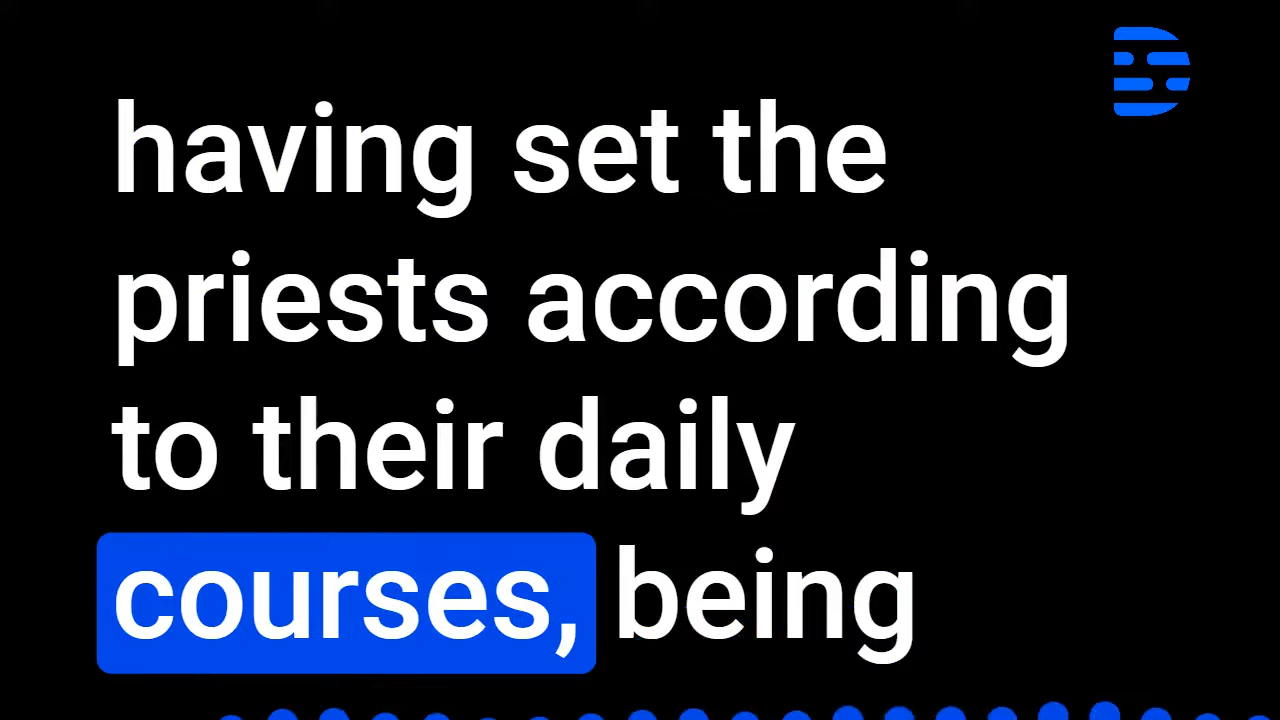 having set the
priests according
to their daily
courses, being